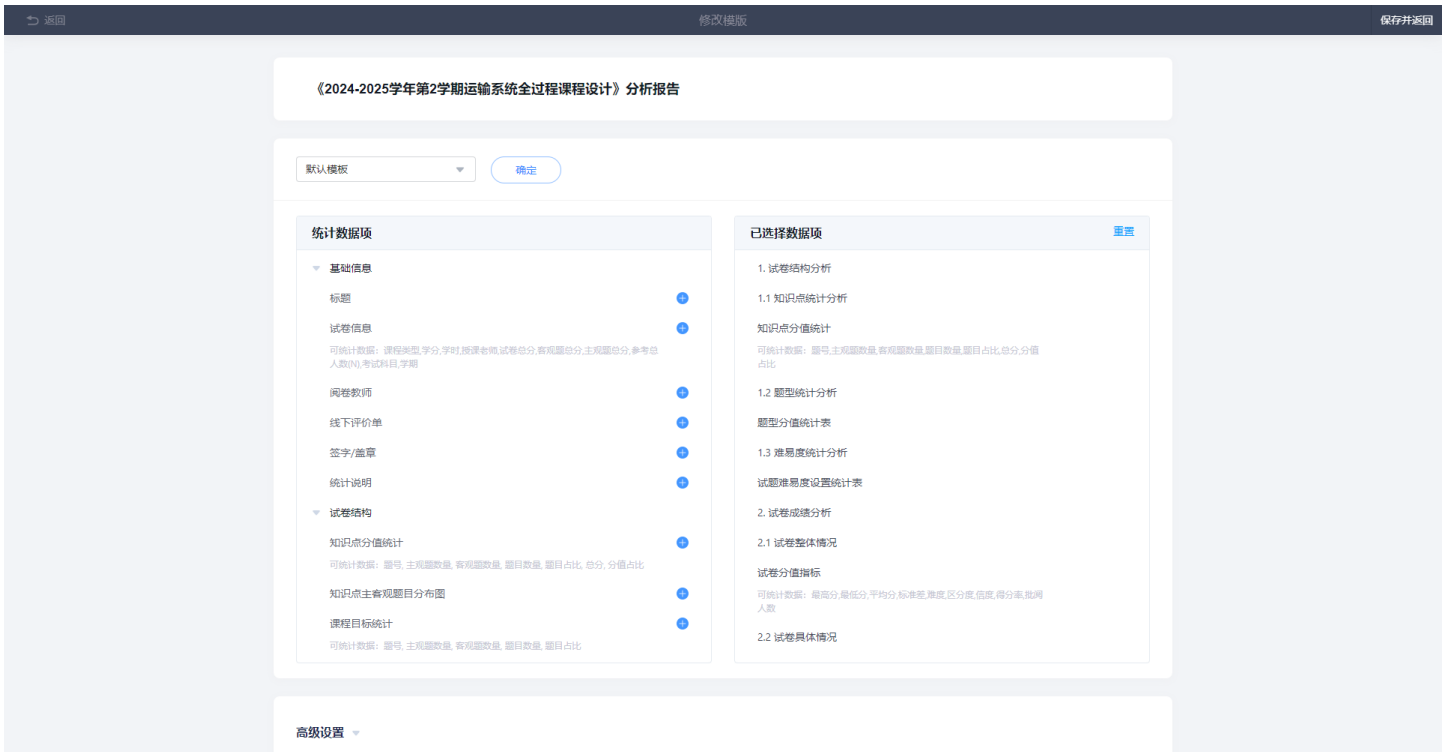 返回
修改模版
保存并返回
《2024-2025学年第2学期运输系统全过程课程设计》分析报告
默认模板
确定
统计数据项
基础信息
标题
试卷信息
可统计数据：课程类型,学分,学时,授课老师,试卷总分,客观题总分,主观题总分,参考总
人数(N),考试科目,学期
阅卷教师
线下评价单
签字/盖章
统计说明
试卷结构
知识点分值统计
可统计数据：题号, 主观题数量, 客观题数量, 题目数量, 题目占比, 总分, 分值占比
知识点主客观题目分布图
课程目标统计
可统计数据：题号, 主观题数量, 客观题数量, 题目数量, 题目占比
已选择数据项
重置
1. 试卷结构分析
1.1 知识点统计分析
知识点分值统计
可统计数据：题号,主观题数量,客观题数量,题目数量,题目占比,总分,分值
占比
1.2 题型统计分析
题型分值统计表
1.3 难易度统计分析
试题难易度设置统计表
2. 试卷成绩分析
2.1 试卷整体情况
试卷分值指标
可统计数据：最高分,最低分,平均分,标准差,难度,区分度,信度,得分率,批阅
人数
2.2 试卷具体情况
高级设置